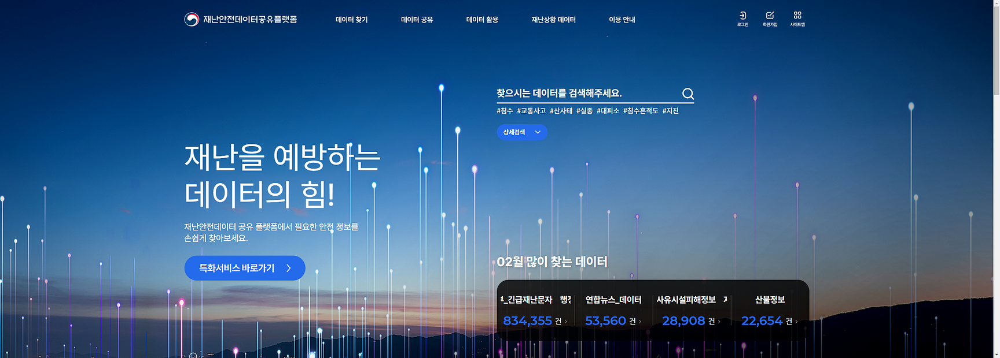 재난안전데이터공유플랫폼
데이터 찾기
데이터 공유
데이터 활용
재난상황 데이터
이용 안내
로그인
회원가입
사이트맵
찾으시는 데이터를 검색해주세요.
#침수 #교통사고 #산사태 #실종 #대피소 #침수흔적도 #지진
상세검색
재난을 예방하는
데이터의 힘!
재난안전데이터 공유 플랫폼에서 필요한 안전 정보를
손쉽게 찾아보세요.
특화서비스 바로가기
02월 많이 찾는 데이터
_긴급재난문자
834,355 건
연합뉴스_데이터
53,560 건
사유시설피해정보
28,908 건
산불정보
22,654 건